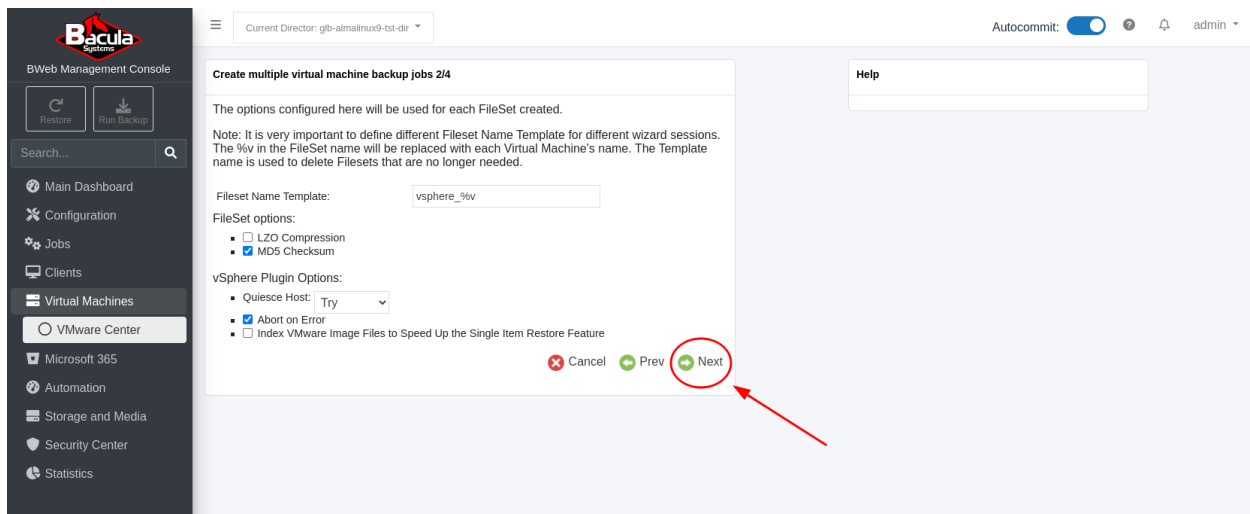 Bacula
Systems
BWeb Management Console
Restore
Run Backup
Search...
Main Dashboard
Configuration
Jobs
Clients
Virtual Machines
VMware Center
Microsoft 365
Automation
Storage and Media
Security Center
Statistics
Current Director: glb-almalinux9-tst-dir
Autocommit:
admin
Create multiple virtual machine backup jobs 2/4
The options configured here will be used for each FileSet created.
Note: It is very important to define different Fileset Name Template for different wizard sessions.
The %v in the FileSet name will be replaced with each Virtual Machine's name. The Template
name is used to delete Filesets that are no longer needed.
Fileset Name Template: vsphere_%v
FileSet options:
LZO Compression
MD5 Checksum
vSphere Plugin Options:
Quiesce Host: Try
Abort on Error
Index VMware Image Files to Speed Up the Single Item Restore Feature
Cancel Prev Next
Help